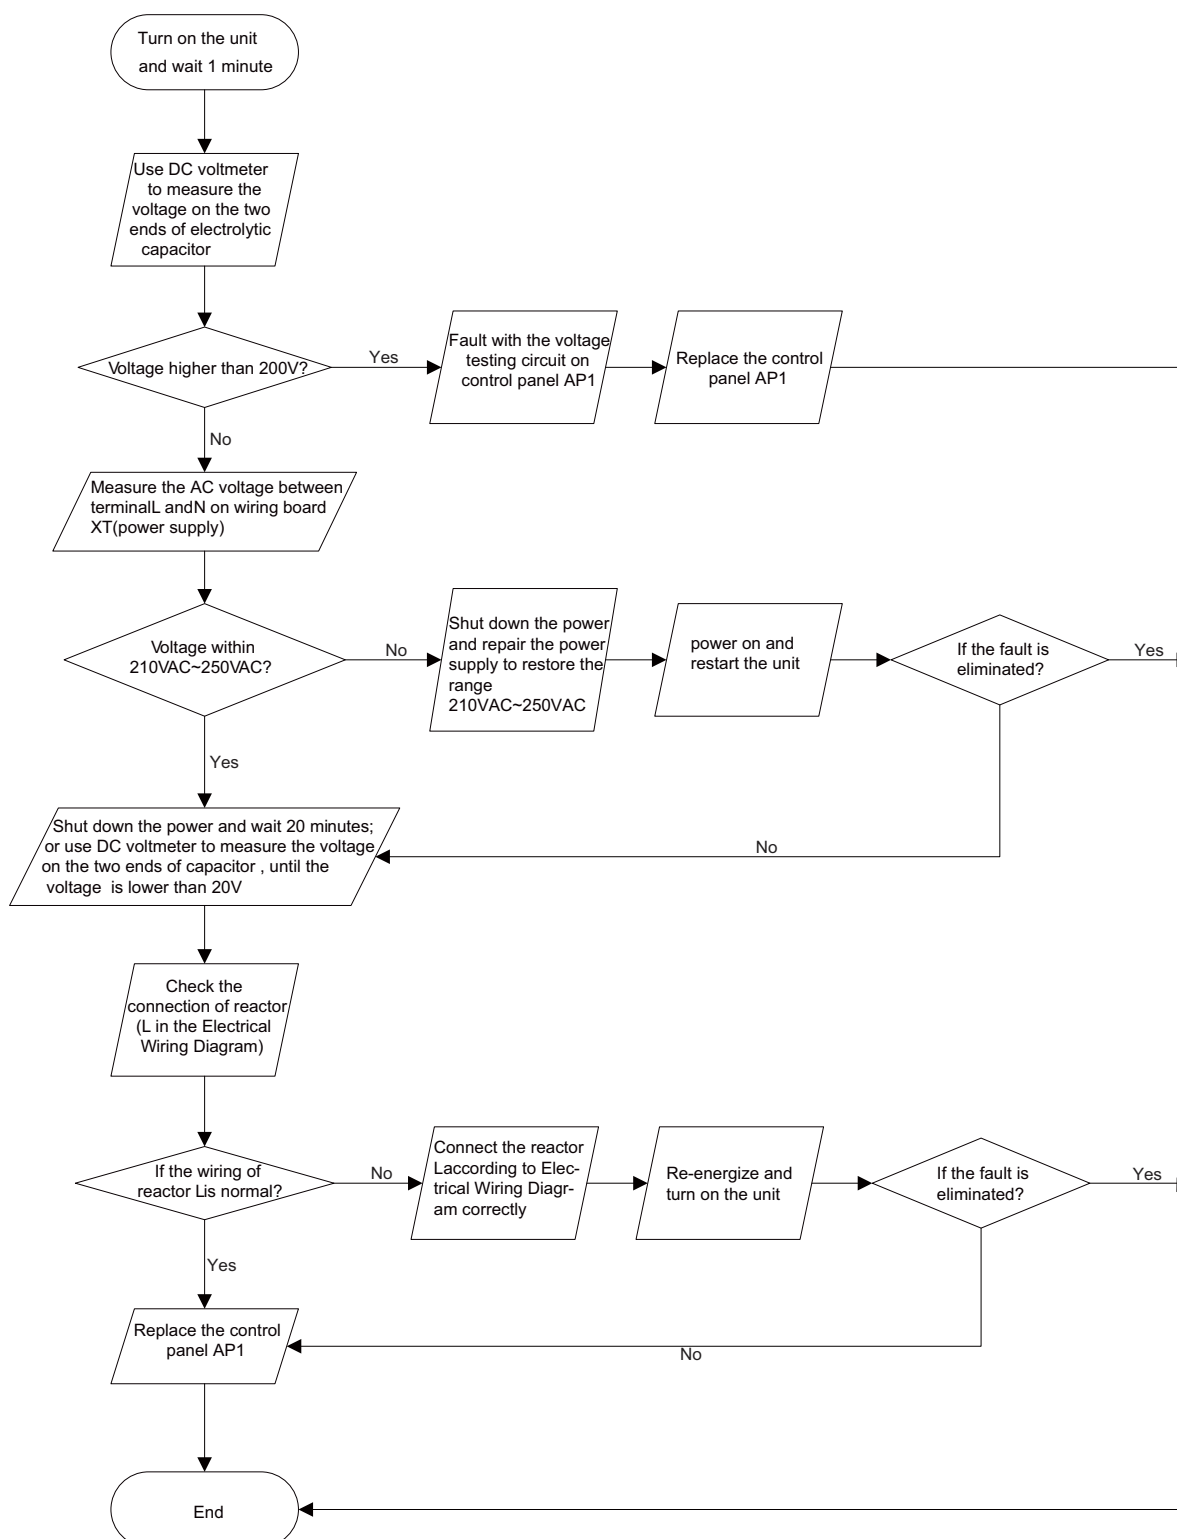 Turn on the unit
and wait 1 minute
Use DC voltmeter
to measure the
voltage on the two
ends of electrolytic
capacitor
Voltage higher than 200V?
Yes
Fault with the voltage
testing circuit on
control panel AP1
Replace the control
panel AP1
No
Measure the AC voltage between
terminalL andN on wiring board
XT(power supply)
Voltage within
210VAC~250VAC?
No
Shut down the power
and repair the power
supply to restore the
range
210VAC~250VAC
power on and
restart the unit
If the fault is
eliminated?
Yes
Yes
No
Shut down the power and wait 20 minutes;
or use DC voltmeter to measure the voltage
on the two ends of capacitor , until the
voltage is lower than 20V
Check the
connection of reactor
(L in the Electrical
Wiring Diagram)
If the wiring of
reactor Lis normal?
No
Connect the reactor
Laccording to Elec-
trical Wiring Diagr-
am correctly
Re-energize and
turn on the unit
If the fault is
eliminated?
Yes
Yes
No
Replace the control
panel AP1
End